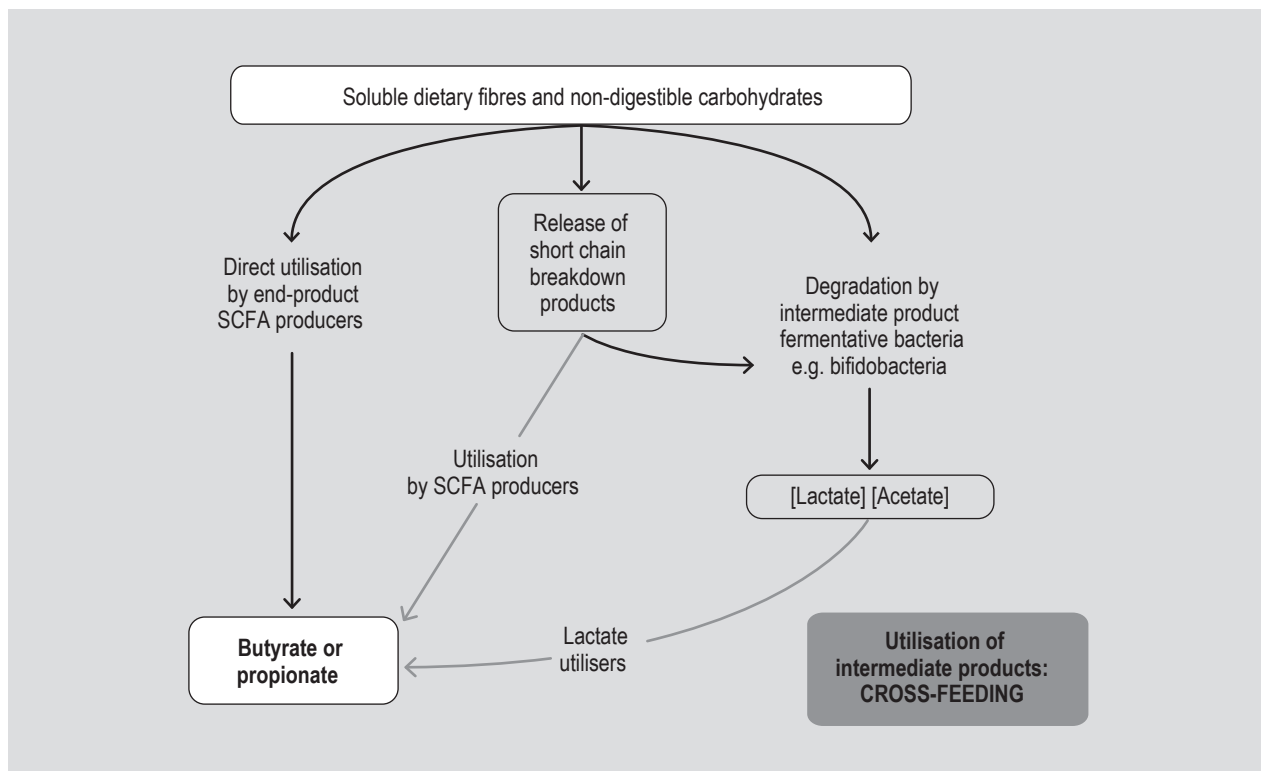 Soluble dietary fibres and non-digestible carbohydrates
Direct utilisation
by end-product
SCFA producers
Release of
short chain
breakdown
products
Degradation by
intermediate product
fermentative bacteria
e.g. bifidobacteria
Utilisation
by SCFA producers
[Lactate] [Acetate]
Butyrate or
propionate
Lactate
utilisers
Utilisation of
intermediate products:
CROSS-FEEDING